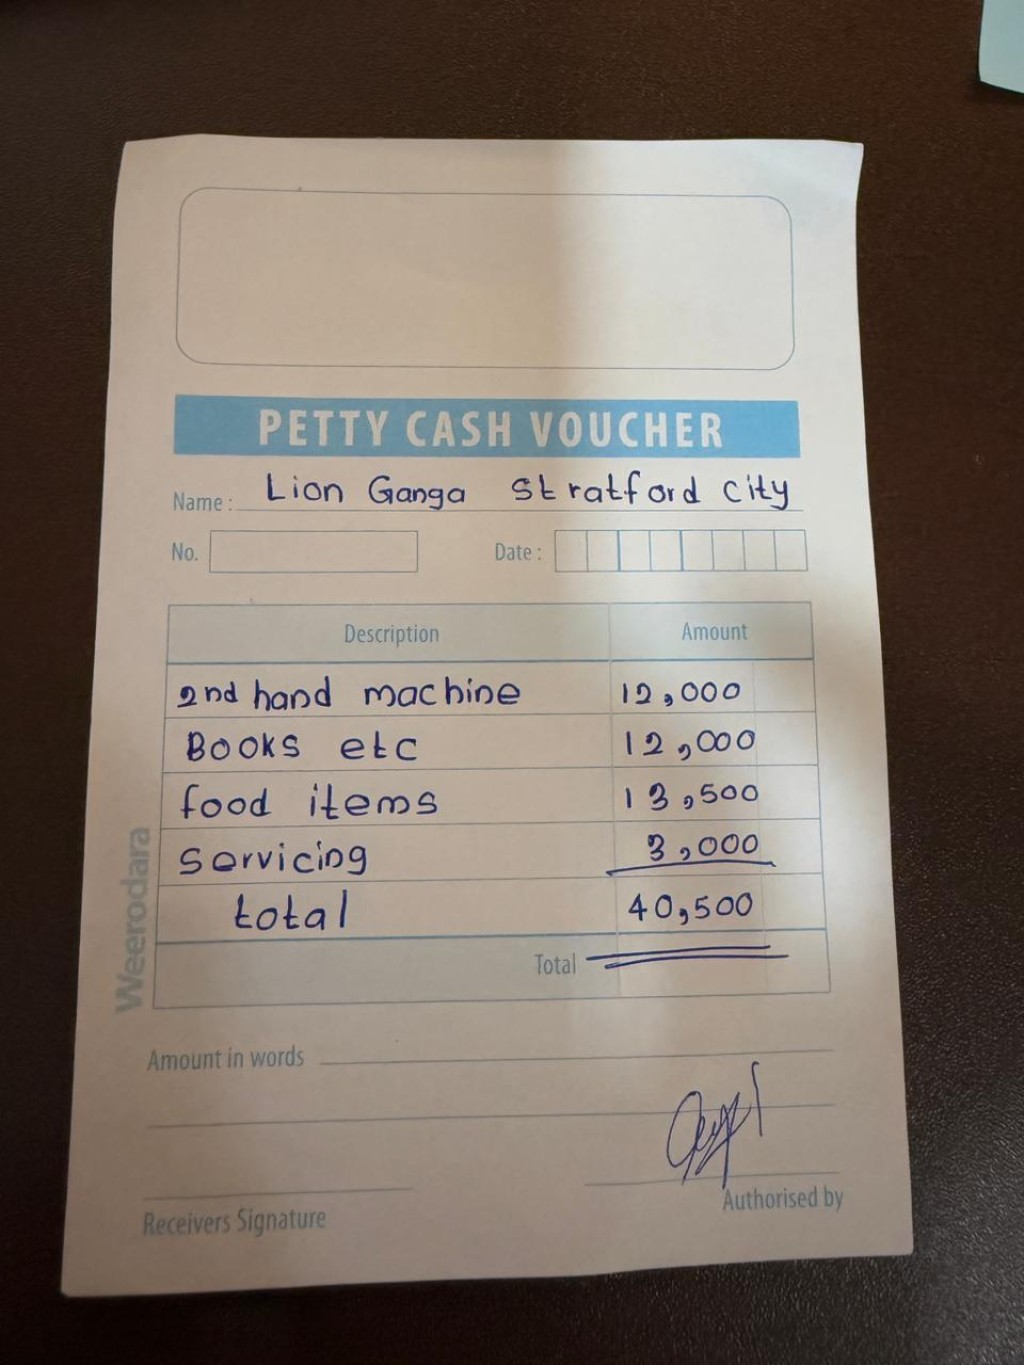 PETTY CASH VOUCHER
Name : Lion Ganga Stratford city
No. Date :
Description Amount
2nd hand machine 12,000
Books etc 12,000
food items 13,500
Servicing 3,000
total 40,500
Total
Weerodara
Amount in words
Receivers Signature Authorised by